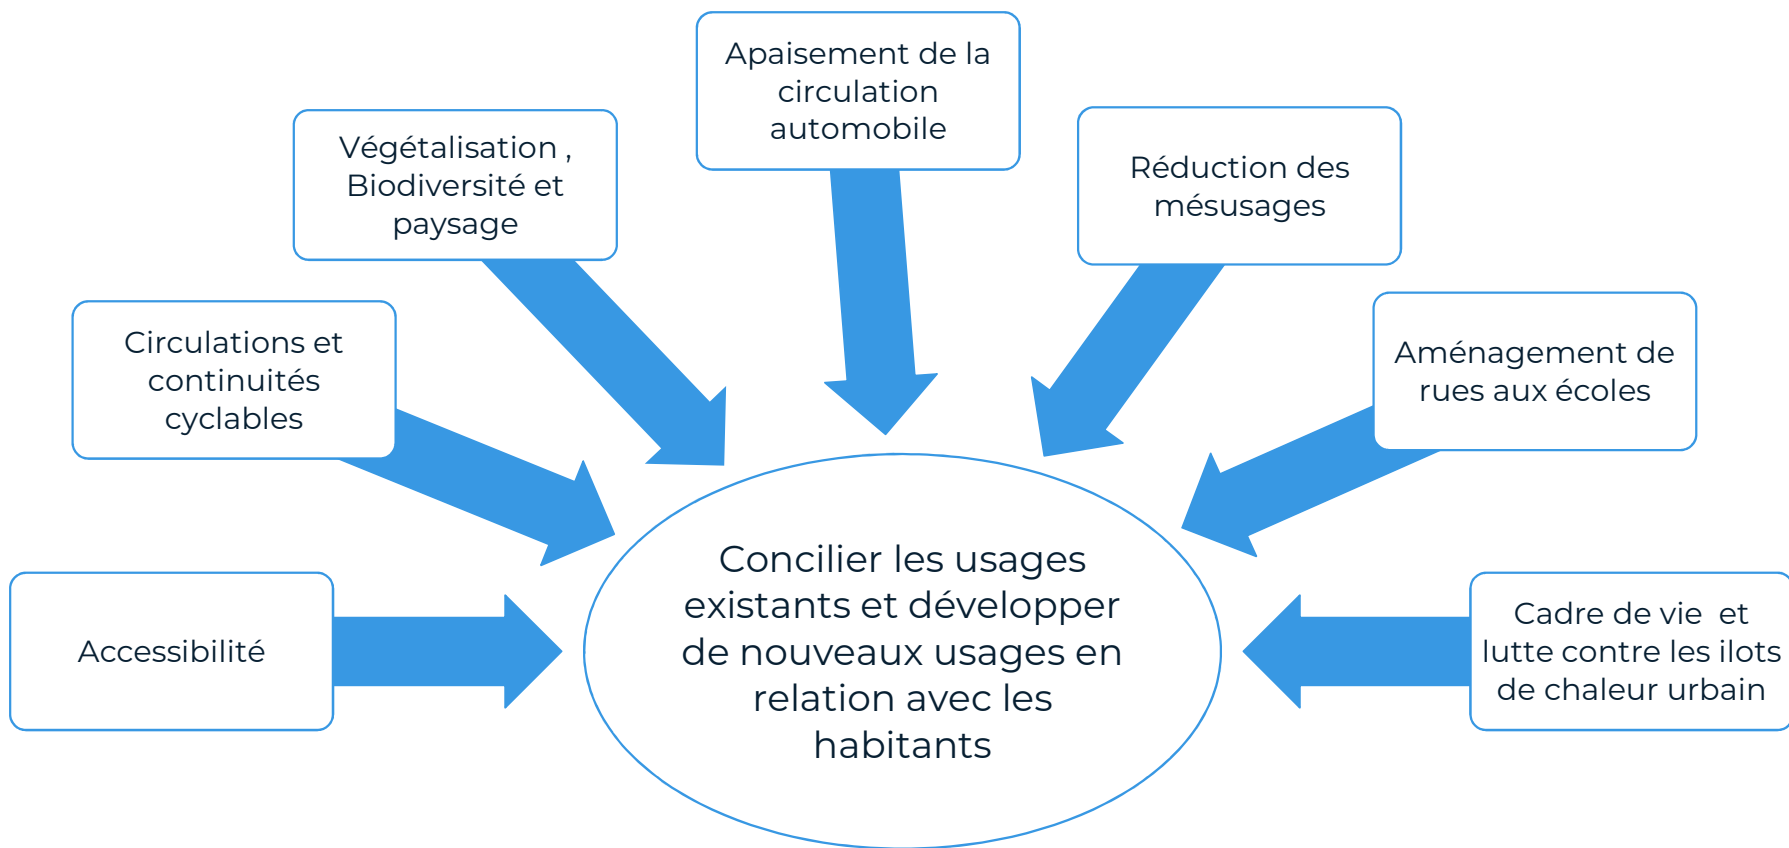 Apaisement de la
circulation
automobile
Végétalisation ,
Biodiversité et
paysage
Réduction des
mésusages
Circulations et
continuités
cyclables
Aménagement de
rues aux écoles
Accessibilité
Concilier les usages
existants et développer
de nouveaux usages en
relation avec les
habitants
Cadre de vie et
lutte contre les ilots
de chaleur urbain